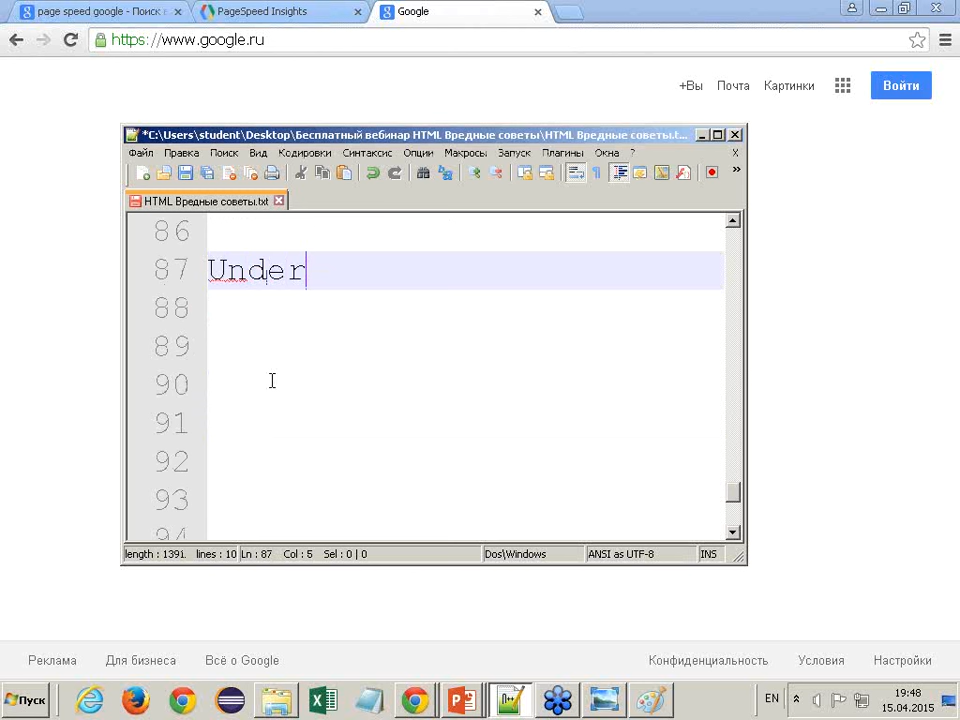 page speed google - Поиск
PageSpeed Insights
Google
https://www.google.ru
+Вы Почта Картинки Войти
*C:\Users\student\Desktop\Бесплатный вебинар HTML Вредные советы\HTML Вредные советы.t...
Файл Правка Поиск Вид Кодировки Синтаксис Опции Макросы Запуск Плагины Окна ? X
HTML Вредные советы.txt
86
87 Under
88
89
90
91
92
93
94
length : 1391. lines : 10 Ln : 87 Col : 5 Sel : 0 | 0 Dos\Windows ANSI as UTF-8 INS
Реклама Для бизнеса Всё о Google Конфиденциальность Условия Настройки
Пуск EN 19:48
15.04.2015